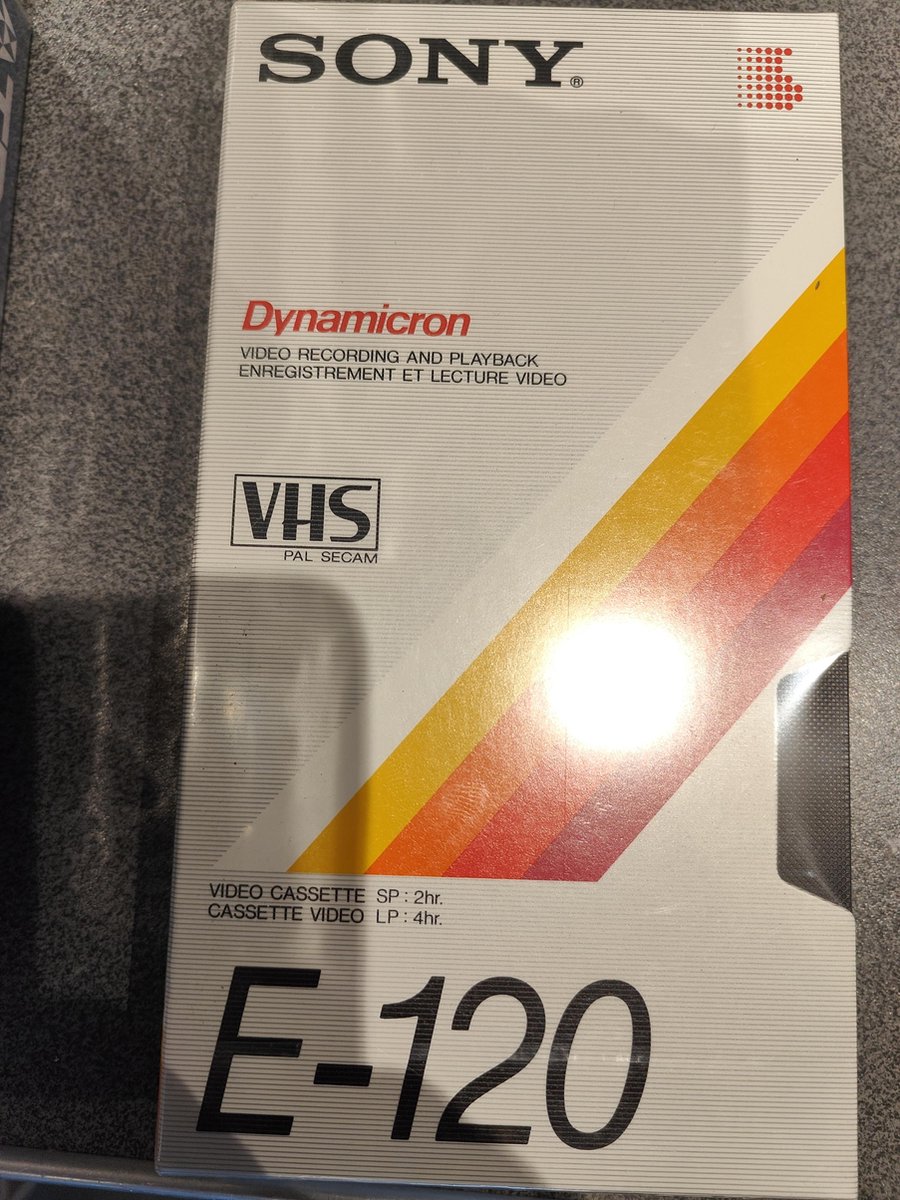 SONY®
Dynamicron
VIDEO RECORDING AND PLAYBACK
ENREGISTREMENT ET LECTURE VIDEO
VHS
PAL SECAM
VIDEO CASSETTE SP : 2hr.
CASSETTE VIDEO LP : 4hr.
E-120